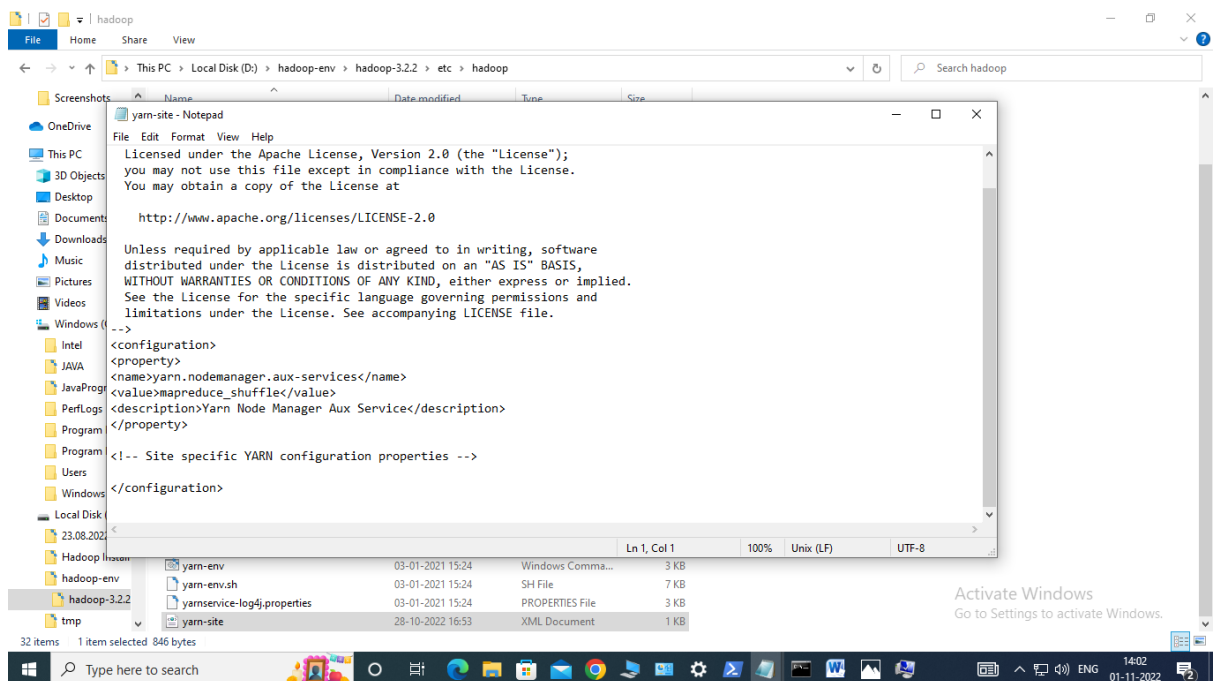 hadoop
File Home Share View
This PC > Local Disk (D:) > hadoop-env > hadoop-3.2.2 > etc > hadoop
Search hadoop
Name Date modified Type Size
Screenshots
OneDrive
This PC
3D Objects
Desktop
Documents
Downloads
Music
Pictures
Videos
Windows (
Intel
JAVA
JavaProgr
PerfLogs
Program
Program
Users
Windows
Local Disk (
23.08.2022
Hadoop Install
hadoop-env
hadoop-3.2.2
tmp
yarn-site - Notepad
File Edit Format View Help
Licensed under the Apache License, Version 2.0 (the "License");
you may not use this file except in compliance with the License.
You may obtain a copy of the License at
http://www.apache.org/licenses/LICENSE-2.0
Unless required by applicable law or agreed to in writing, software
distributed under the License is distributed on an "AS IS" BASIS,
WITHOUT WARRANTIES OR CONDITIONS OF ANY KIND, either express or implied.
See the License for the specific language governing permissions and
limitations under the License. See accompanying LICENSE file.
-->
<configuration>
<property>
<name>yarn.nodemanager.aux-services</name>
<value>mapreduce_shuffle</value>
<description>Yarn Node Manager Aux Service</description>
</property>
<!-- Site specific YARN configuration properties -->
</configuration>
Ln 1, Col 1 100% Unix (LF) UTF-8
yarn-env 03-01-2021 15:24 Windows Comma... 3 KB
yarn-env.sh 03-01-2021 15:24 SH File 7 KB
yarnservice-log4j.properties 03-01-2021 15:24 PROPERTIES File 3 KB
yarn-site 28-10-2022 16:53 XML Document 1 KB
Activate Windows
Go to Settings to activate Windows.
32 items 1 item selected 846 bytes
Type here to search
ENG
14:02
01-11-2022
2